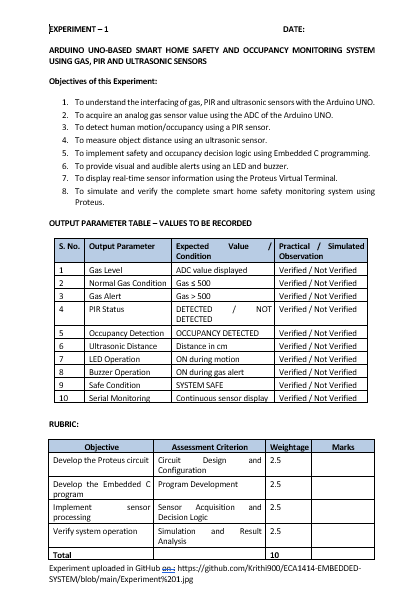 EXPERIMENT – 1 DATE:
ARDUINO UNO-BASED SMART HOME SAFETY AND OCCUPANCY MONITORING SYSTEM
USING GAS, PIR AND ULTRASONIC SENSORS
Objectives of this Experiment:
1. To understand the interfacing of gas, PIR and ultrasonic sensors with the Arduino UNO.
2. To acquire an analog gas sensor value using the ADC of the Arduino UNO.
3. To detect human motion/occupancy using a PIR sensor.
4. To measure object distance using an ultrasonic sensor.
5. To implement safety and occupancy decision logic using Embedded C programming.
6. To provide visual and audible alerts using an LED and buzzer.
7. To display real-time sensor information using the Proteus Virtual Terminal.
8. To simulate and verify the complete smart home safety monitoring system using
Proteus.
OUTPUT PARAMETER TABLE – VALUES TO BE RECORDED
S. No. Output Parameter Expected Value / Practical / Simulated
Condition Observation
1 Gas Level ADC value displayed Verified / Not Verified
2 Normal Gas Condition Gas ≤ 500 Verified / Not Verified
3 Gas Alert Gas > 500 Verified / Not Verified
4 PIR Status DETECTED / NOT Verified / Not Verified
DETECTED
5 Occupancy Detection OCCUPANCY DETECTED Verified / Not Verified
6 Ultrasonic Distance Distance in cm Verified / Not Verified
7 LED Operation ON during motion Verified / Not Verified
8 Buzzer Operation ON during gas alert Verified / Not Verified
9 Safe Condition SYSTEM SAFE Verified / Not Verified
10 Serial Monitoring Continuous sensor display Verified / Not Verified
RUBRIC:
Objective Assessment Criterion Weightage Marks
Develop the Proteus circuit Circuit Design and 2.5
Configuration
Develop the Embedded C Program Development 2.5
program
Implement sensor Sensor Acquisition and 2.5
processing Decision Logic
Verify system operation Simulation and Result 2.5
Analysis
Total 10
Experiment uploaded in GitHub on.: https://github.com/Krithi900/ECA1414-EMBEDDED-
SYSTEM/blob/main/Experiment%201.jpg